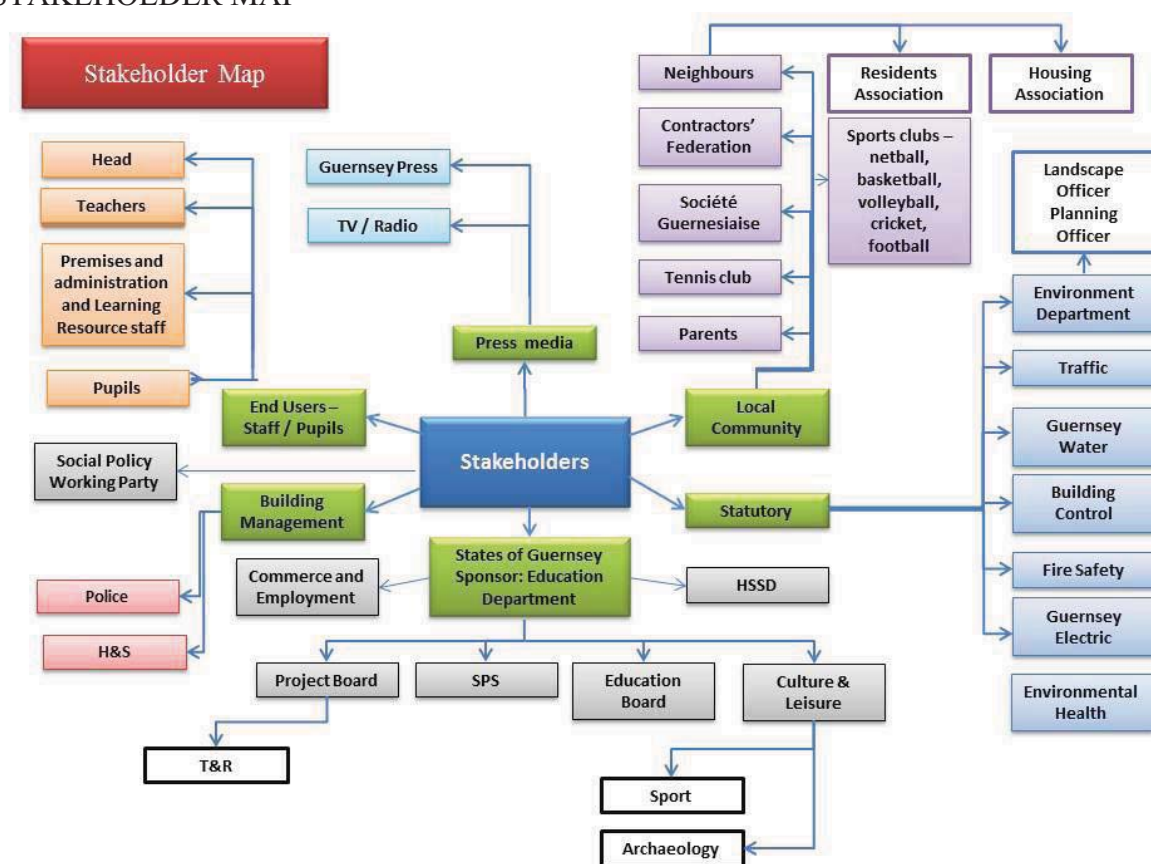 STAKEHOLDER MAP
Stakeholder Map
Head
Teachers
Premises and
administration
and Learning
Resource staff
Pupils
Guernsey Press
TV / Radio
Press media
Neighbours
Contractors'
Federation
Société
Guernesiaise
Tennis club
Parents
Residents
Association
Housing
Association
Sports clubs –
netball,
basketball,
volleyball,
cricket,
football
Landscape
Officer
Planning
Officer
Environment
Department
Traffic
Guernsey
Water
Building
Control
Fire Safety
Guernsey
Electric
Environmental
Health
End Users –
Staff / Pupils
Stakeholders
Local
Community
Social Policy
Working Party
Building
Management
Statutory
Police
H&S
Commerce and
Employment
States of Guernsey
Sponsor: Education
Department
HSSD
Project Board
SPS
Education
Board
Culture &
Leisure
T&R
Sport
Archaeology